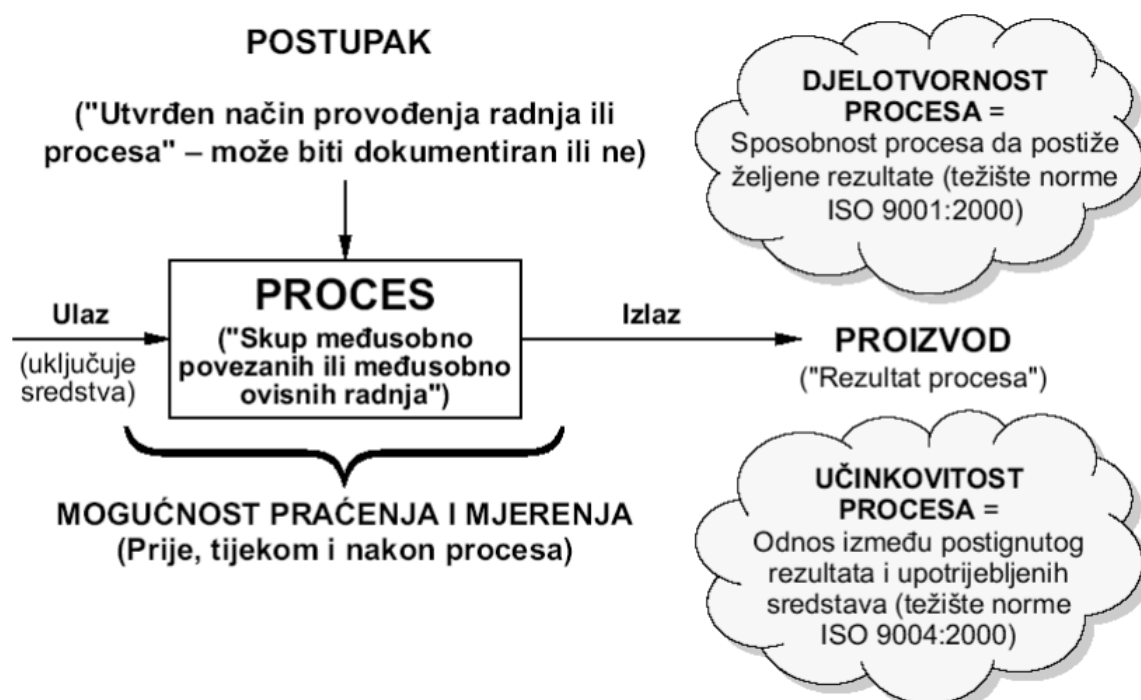 POSTUPAK
("Utvrđen način provođenja radnja ili
procesa" – može biti dokumentiran ili ne)
DJELOTVORNOST
PROCESA =
Sposobnost procesa da postiže
željene rezultate (težište norme
ISO 9001:2000)
Ulaz
(uključuje
sredstva)
PROCES
("Skup međusobno
povezanih ili međusobno
ovisnih radnja")
Izlaz
PROIZVOD
("Rezultat procesa")
MOGUĆNOST PRAĆENJA I MJERENJA
(Prije, tijekom i nakon procesa)
UČINKOVITOST
PROCESA =
Odnos između postignutog
rezultata i upotrijebljenih
sredstava (težište norme
ISO 9004:2000)